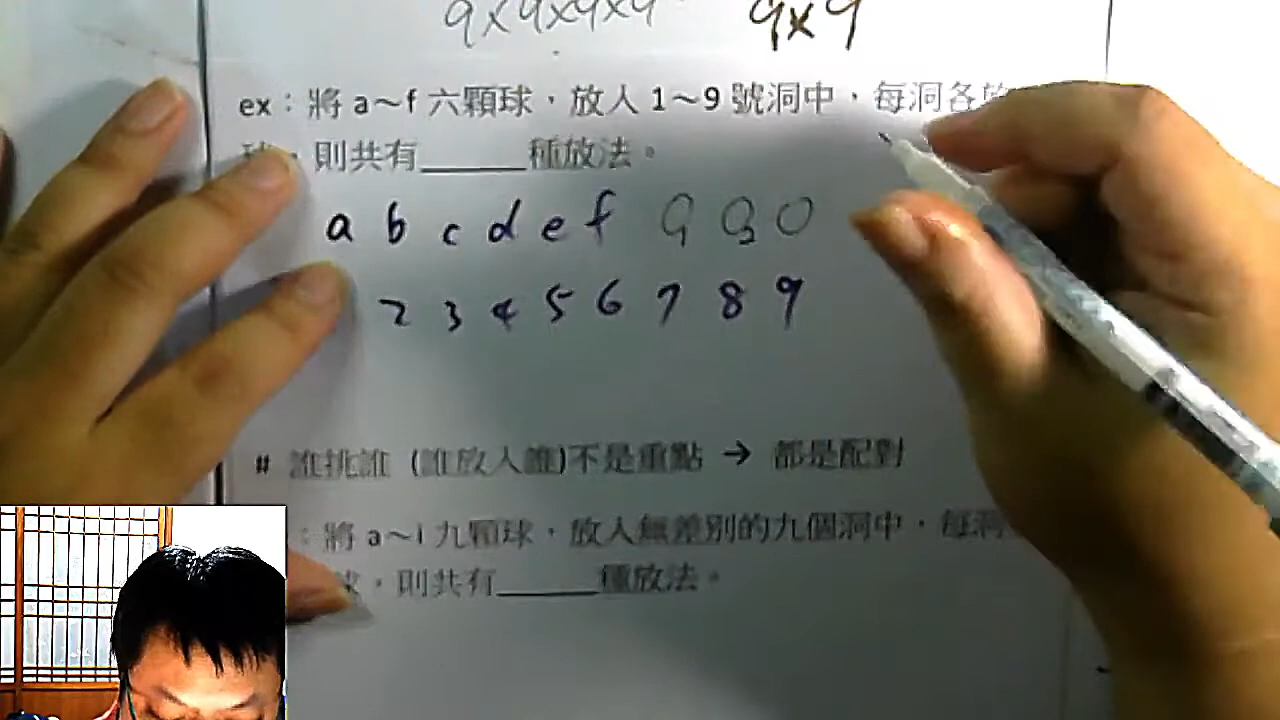 9×9×9×9 9×9
ex：將 a～f 六顆球，放入 1～9 號洞中，每洞各放
球，則共有______種放法。
a b c d e f
2 3 4 5 6 7 8 9
# 誰挑誰 (誰放入誰)不是重點 → 都是配對
：將 a～i 九顆球，放入無差別的九個洞中，每洞
球，則共有______種放法。